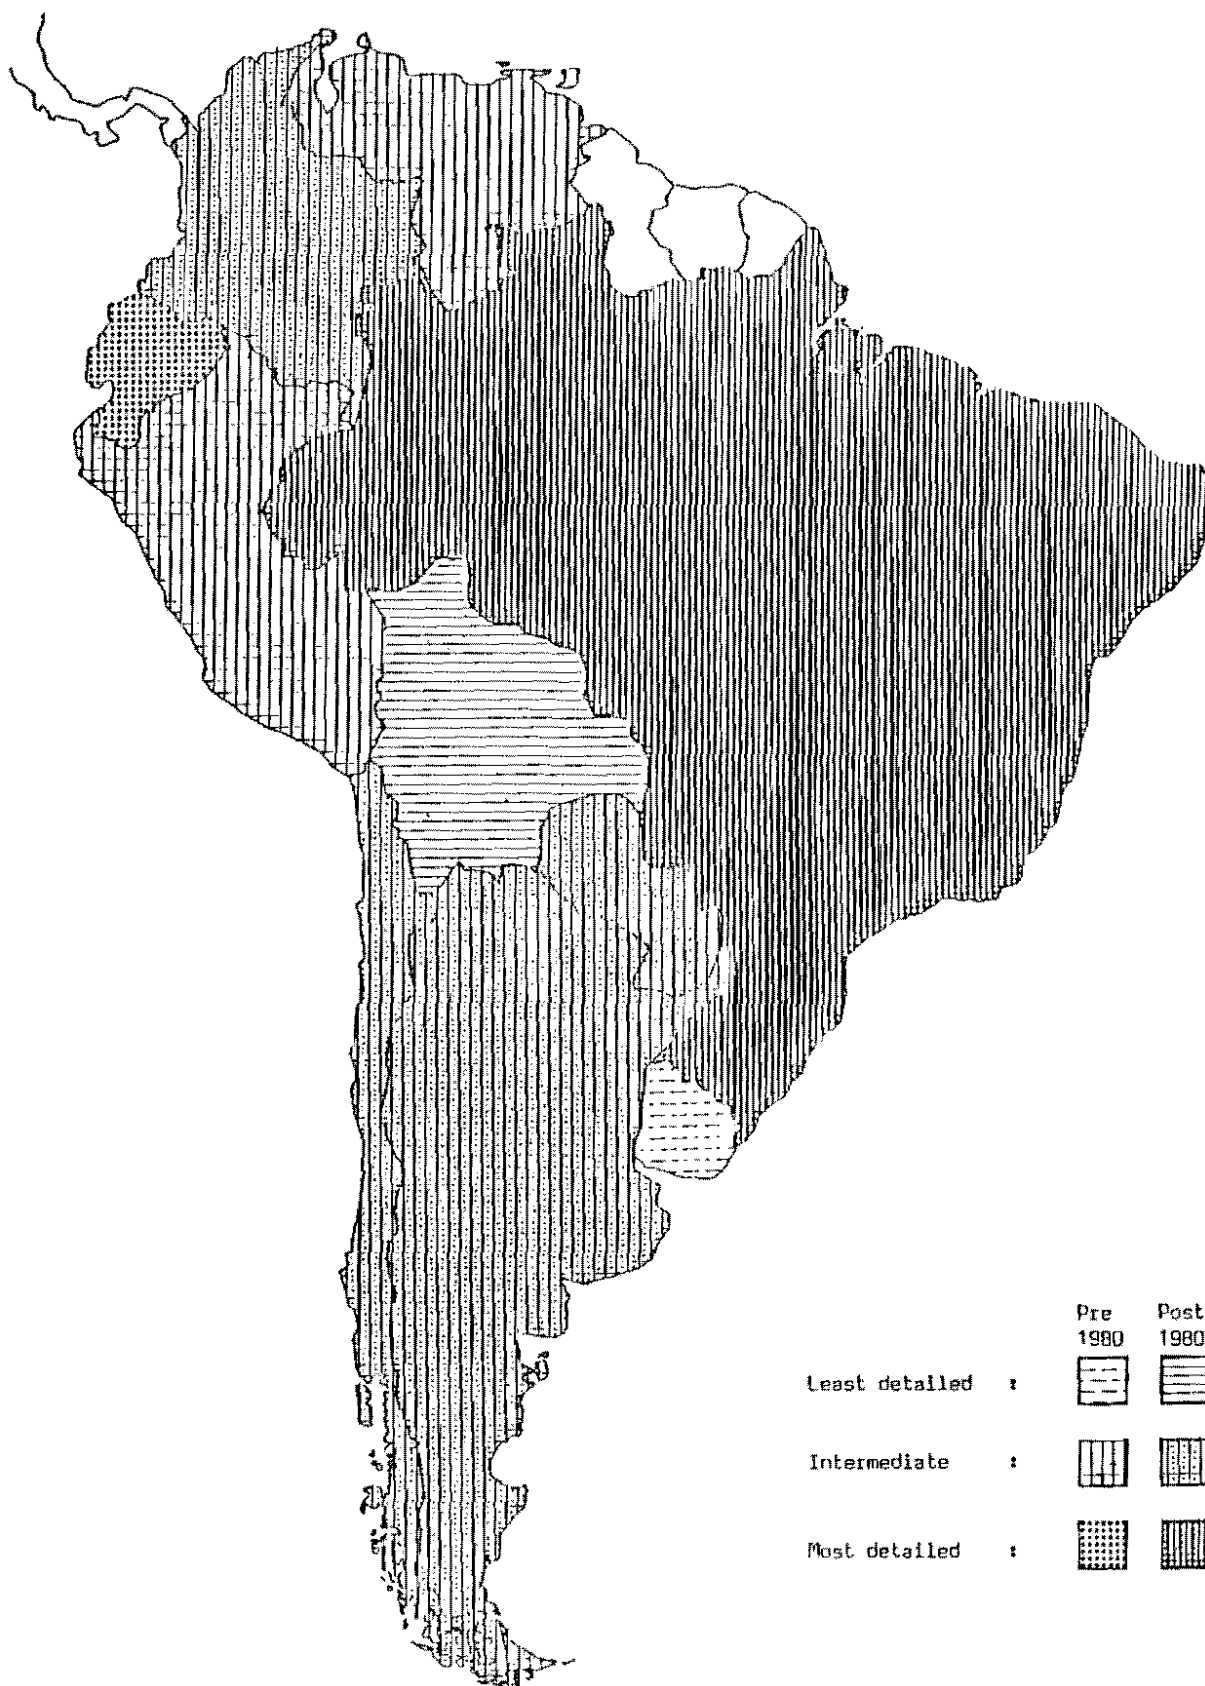 Pre Post
1980 1980
Least detailed :
Intermediate :
Most detailed :